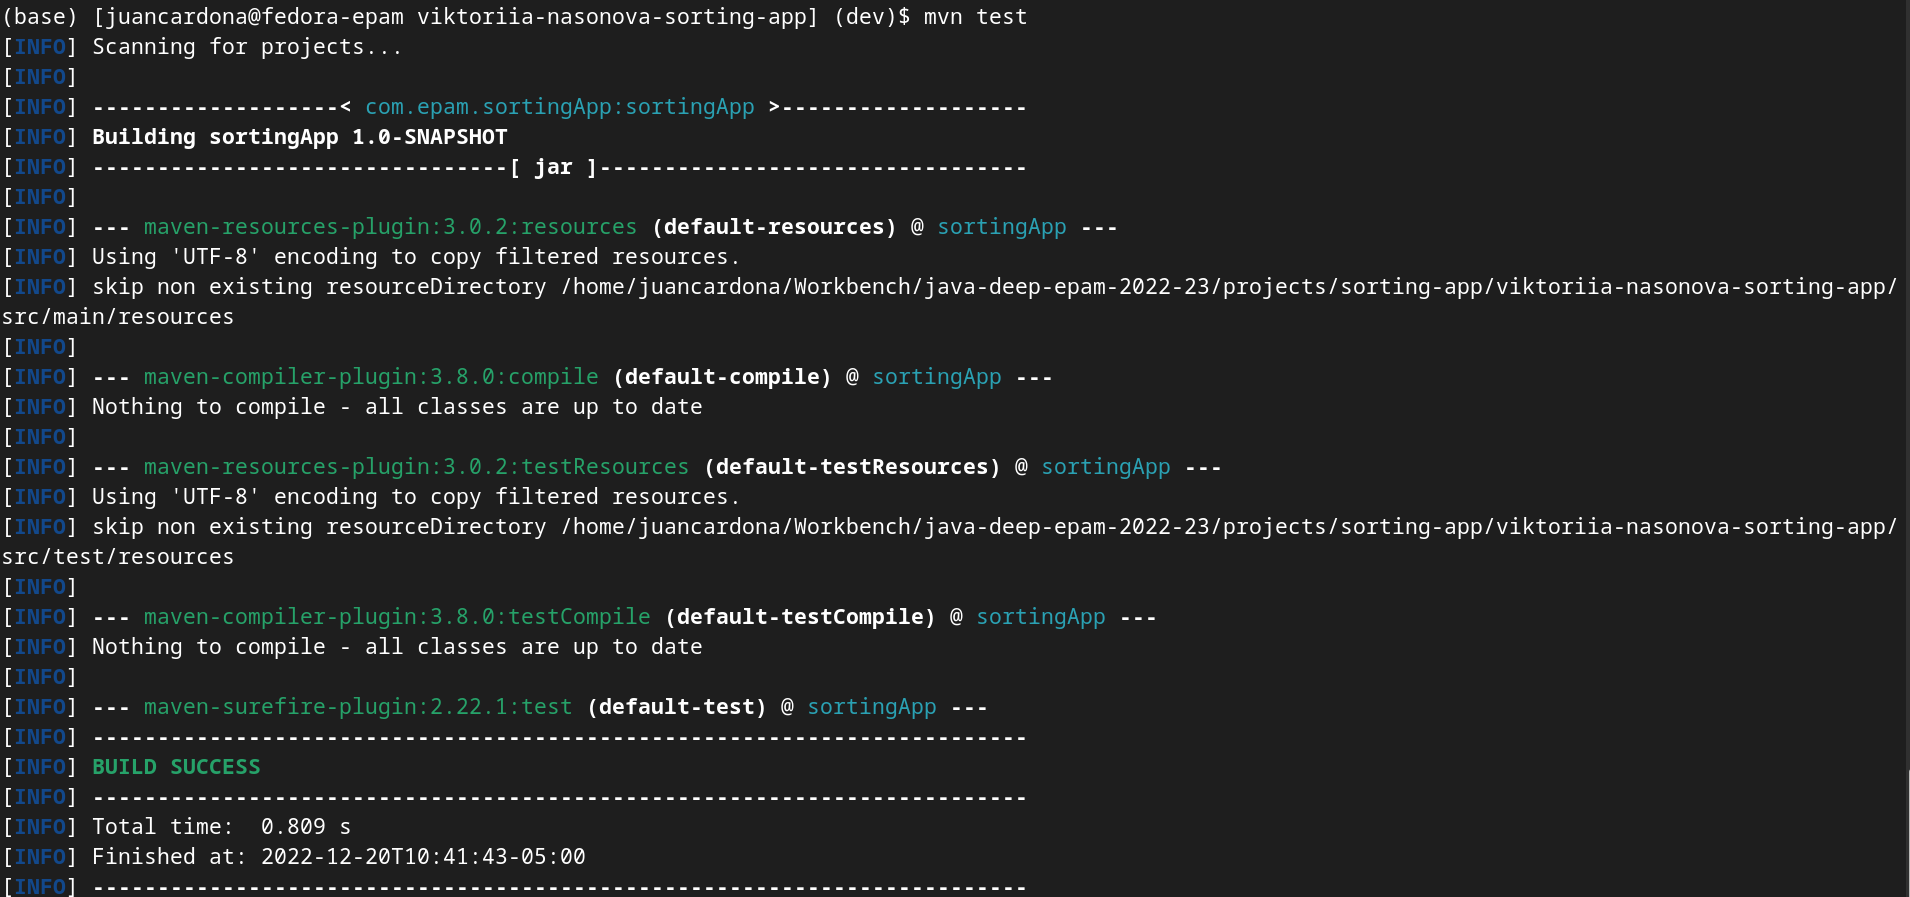 (base) [juancardona@fedora-epam viktoriia-nasonova-sorting-app] (dev)$ mvn test
[INFO] Scanning for projects...
[INFO]
[INFO] -------------------< com.epam.sortingApp:sortingApp >-------------------
[INFO] Building sortingApp 1.0-SNAPSHOT
[INFO] --------------------------------[ jar ]---------------------------------
[INFO]
[INFO] --- maven-resources-plugin:3.0.2:resources (default-resources) @ sortingApp ---
[INFO] Using 'UTF-8' encoding to copy filtered resources.
[INFO] skip non existing resourceDirectory /home/juancardona/Workbench/java-deep-epam-2022-23/projects/sorting-app/viktoriia-nasonova-sorting-app/
src/main/resources
[INFO]
[INFO] --- maven-compiler-plugin:3.8.0:compile (default-compile) @ sortingApp ---
[INFO] Nothing to compile - all classes are up to date
[INFO]
[INFO] --- maven-resources-plugin:3.0.2:testResources (default-testResources) @ sortingApp ---
[INFO] Using 'UTF-8' encoding to copy filtered resources.
[INFO] skip non existing resourceDirectory /home/juancardona/Workbench/java-deep-epam-2022-23/projects/sorting-app/viktoriia-nasonova-sorting-app/
src/test/resources
[INFO]
[INFO] --- maven-compiler-plugin:3.8.0:testCompile (default-testCompile) @ sortingApp ---
[INFO] Nothing to compile - all classes are up to date
[INFO]
[INFO] --- maven-surefire-plugin:2.22.1:test (default-test) @ sortingApp ---
[INFO] ------------------------------------------------------------------------
[INFO] BUILD SUCCESS
[INFO] ------------------------------------------------------------------------
[INFO] Total time:  0.809 s
[INFO] Finished at: 2022-12-20T10:41:43-05:00
[INFO] ------------------------------------------------------------------------